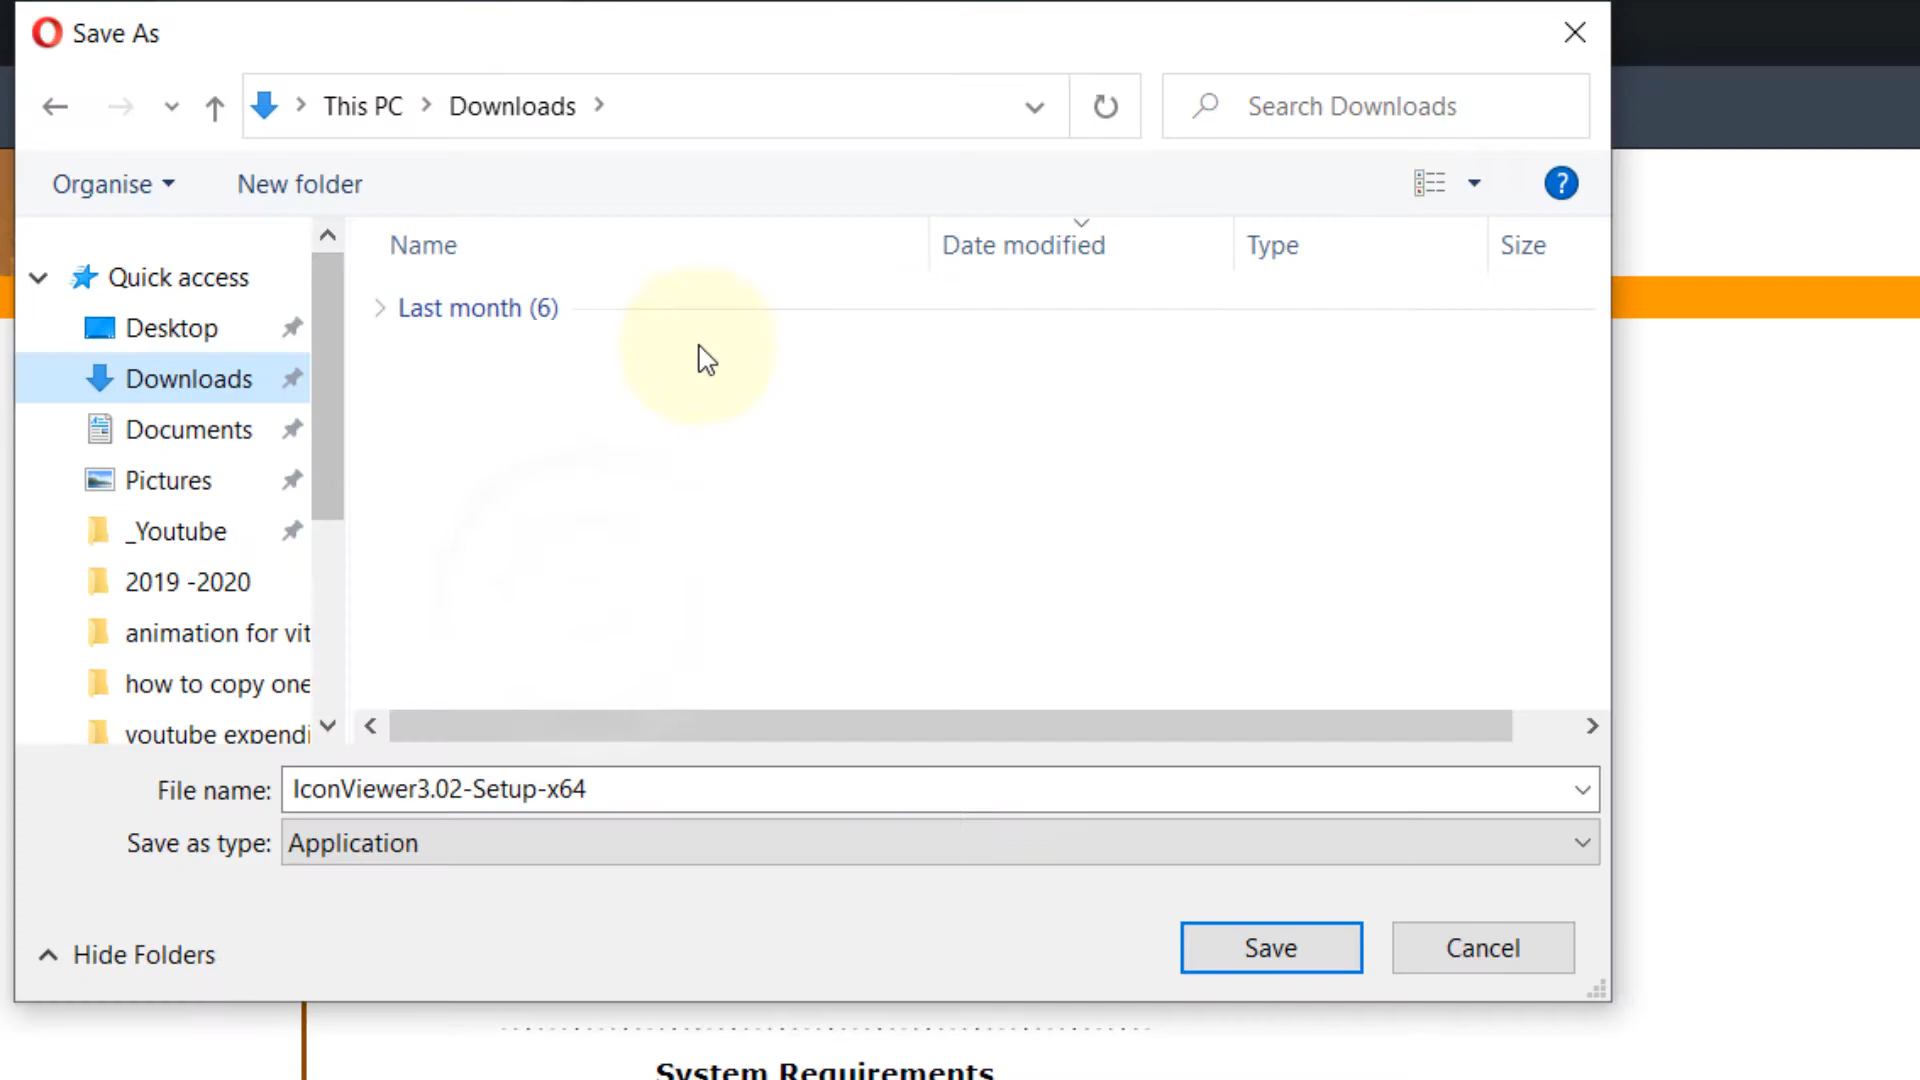 Save As
This PC
Downloads
Search Downloads
Organise
New folder
?
Name
Date modified
Type
Size
Quick access
Last month (6)
Desktop
Downloads
Documents
Pictures
_Youtube
2019 -2020
animation for vit
how to copy one
youtube expendi
File name: IconViewer3.02-Setup-x64
Save as type: Application
Hide Folders
Save
Cancel
System Requirements